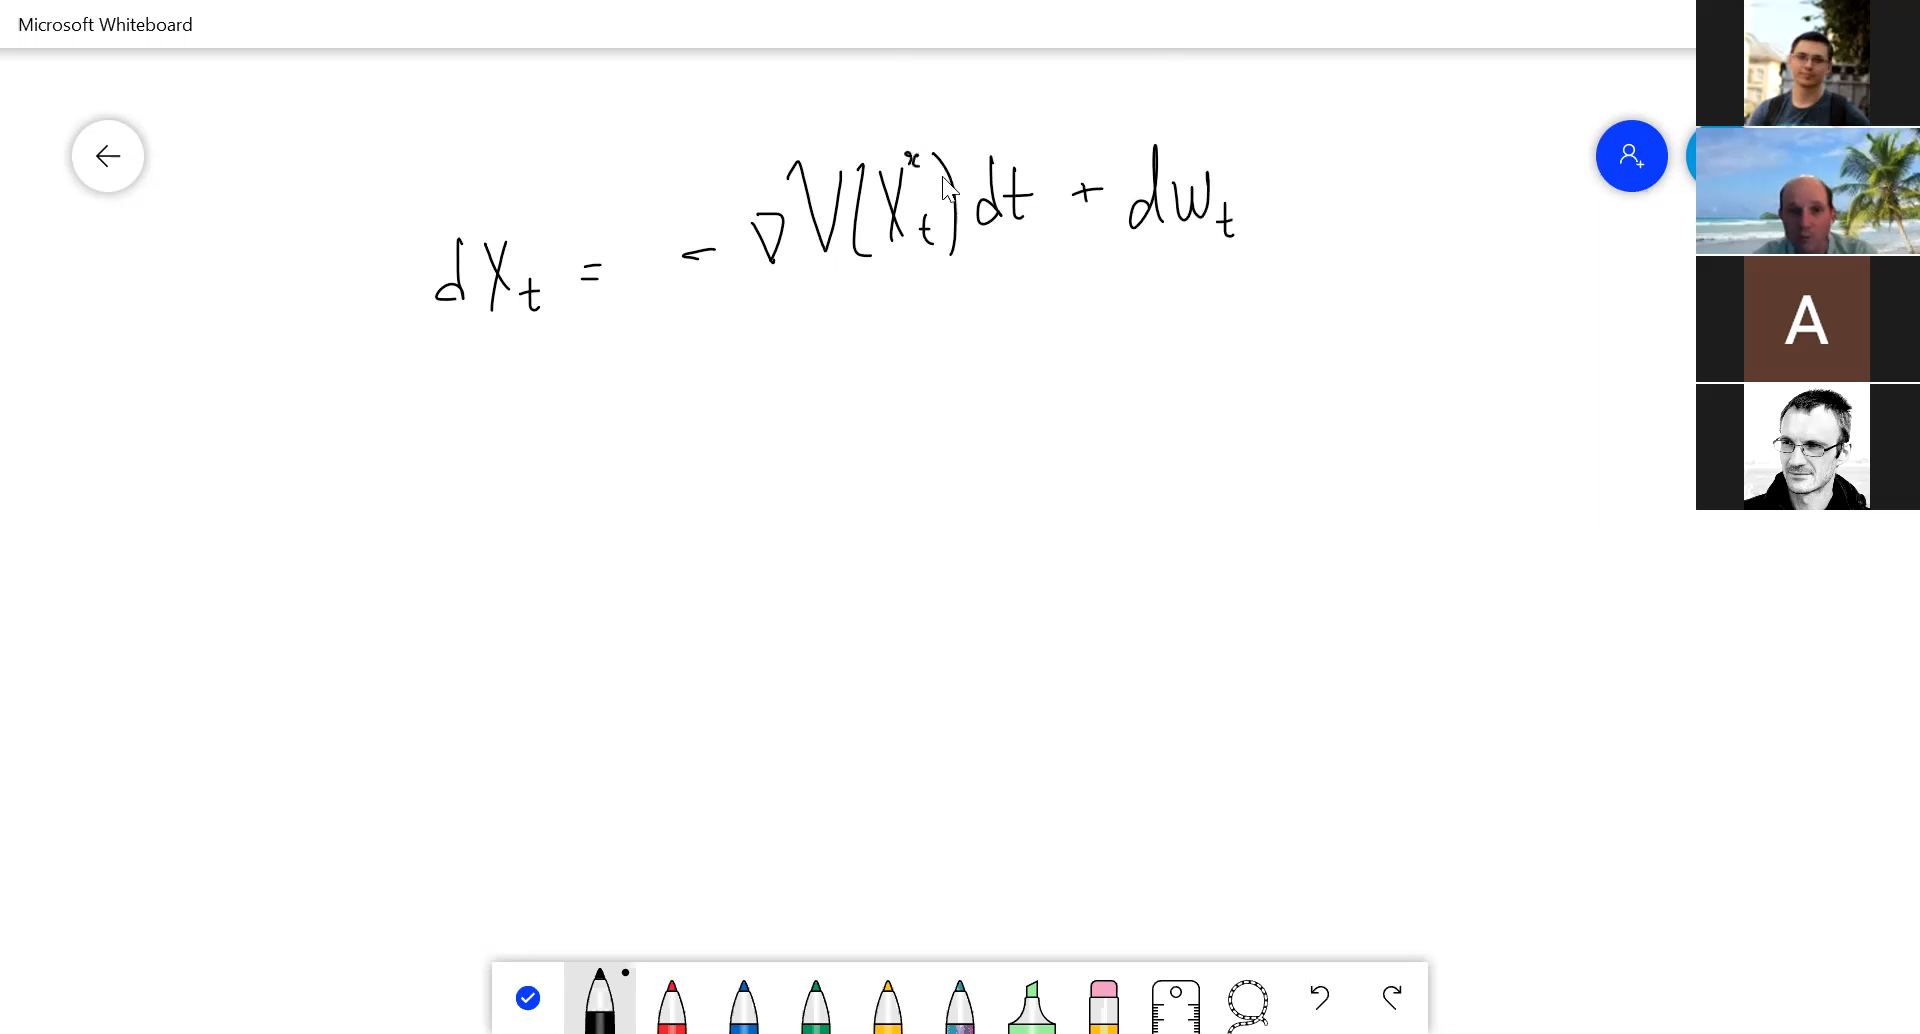 Microsoft Whiteboard
dX_t = - ∇V(X_t^x)dt + dw_t
A